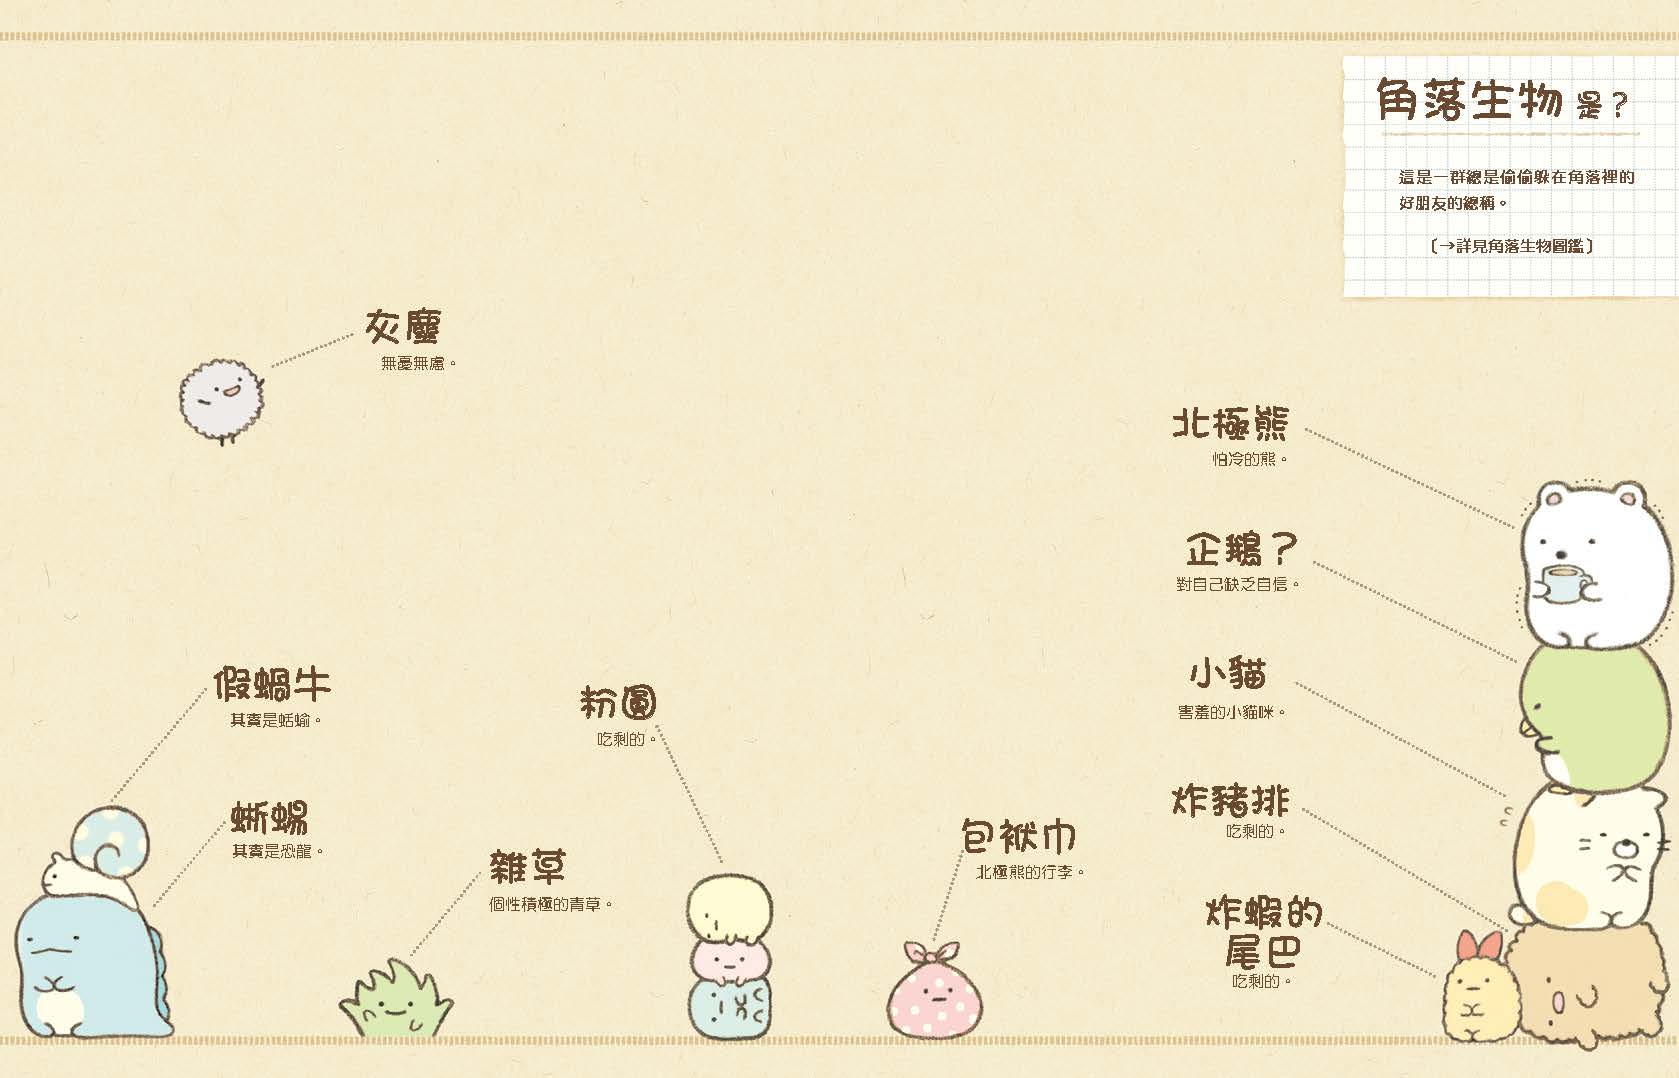 角落生物 是？
這是一群總是偷偷躲在角落裡的
好朋友的總稱。
〔→詳見角落生物圖鑑〕
灰塵
無憂無慮。
北極熊
怕冷的熊。
企鵝？
對自己缺乏自信。
小貓
害羞的小貓咪。
炸豬排
吃剩的。
炸蝦的
尾巴
吃剩的。
假蝸牛
其實是蛞蝓。
蜥蜴
其實是恐龍。
雜草
個性積極的青草。
粉圓
吃剩的。
包袱巾
北極熊的行李。